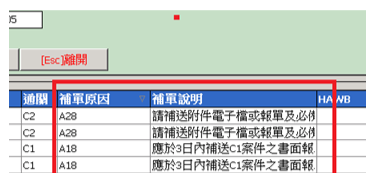 05
[Esc]離開
通關 補單原因 補單說明 HAWB
C2 A28 請補送附件電子檔或報單及必
C2 A28 請補送附件電子檔或報單及必
C1 A18 應於3日內補送C1案件之書面報
C1 A18 應於3日內補送C1案件之書面報